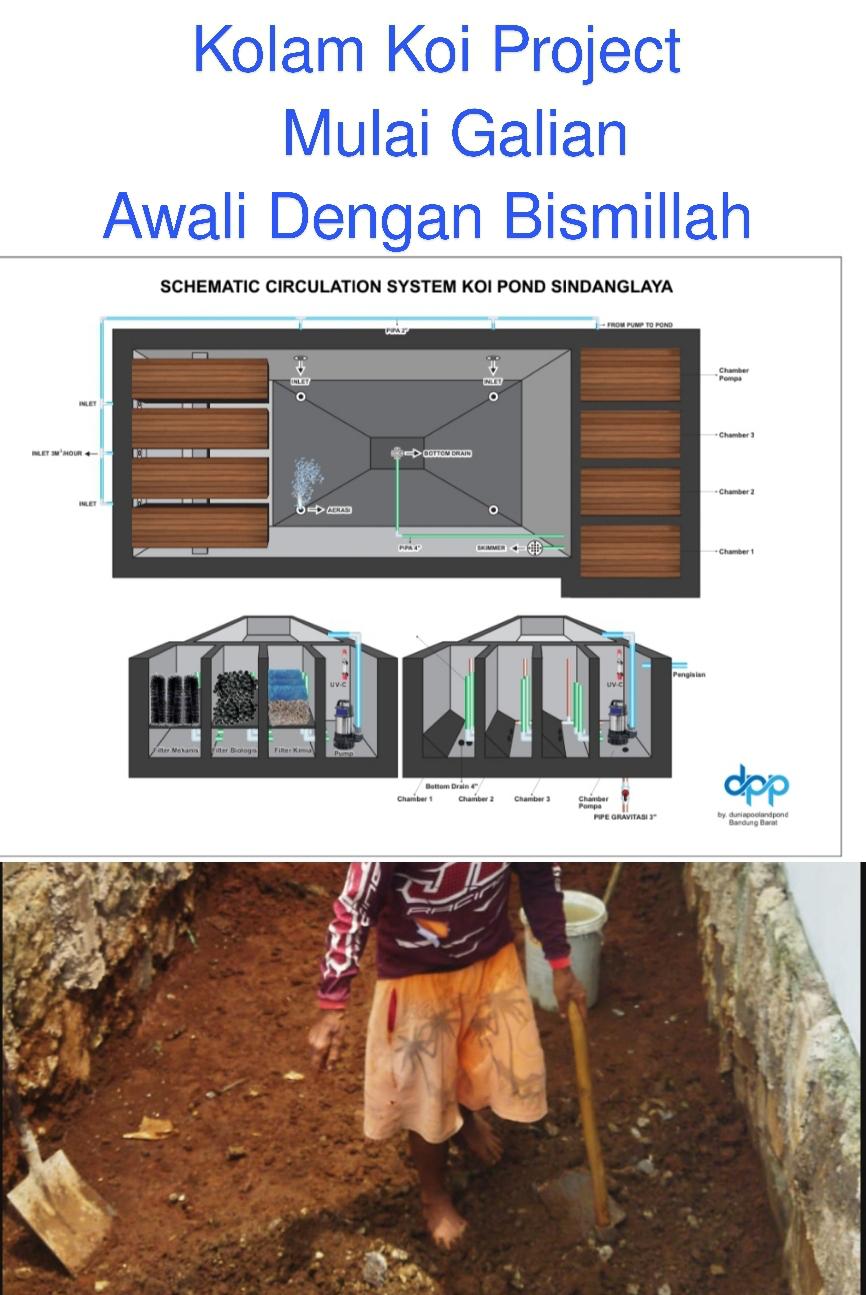 Kolam Koi Project
Mulai Galian
Awali Dengan Bismillah
SCHEMATIC CIRCULATION SYSTEM KOI POND SINDANGLAYA
PIPA 2"
FROM PUMP TO POND
INLET
INLET
INLET
INLET 3M³/HOUR
INLET
BOTTOM DRAIN
AERASI
PIPA 4"
SKIMMER
Chamber
Pompa
Chamber 3
Chamber 2
Chamber 1
Filter Mekanis
Filter Biologis
Filter Kimia
UV-C
Pump
UV-C
Pengisian
Bottom Drain 4"
Chamber 1
Chamber 2
Chamber 3
Chamber
Pompa
PIPE GRAVITASI 3"
dpp
by. duniapoolandpond
Bandung Barat
RACING